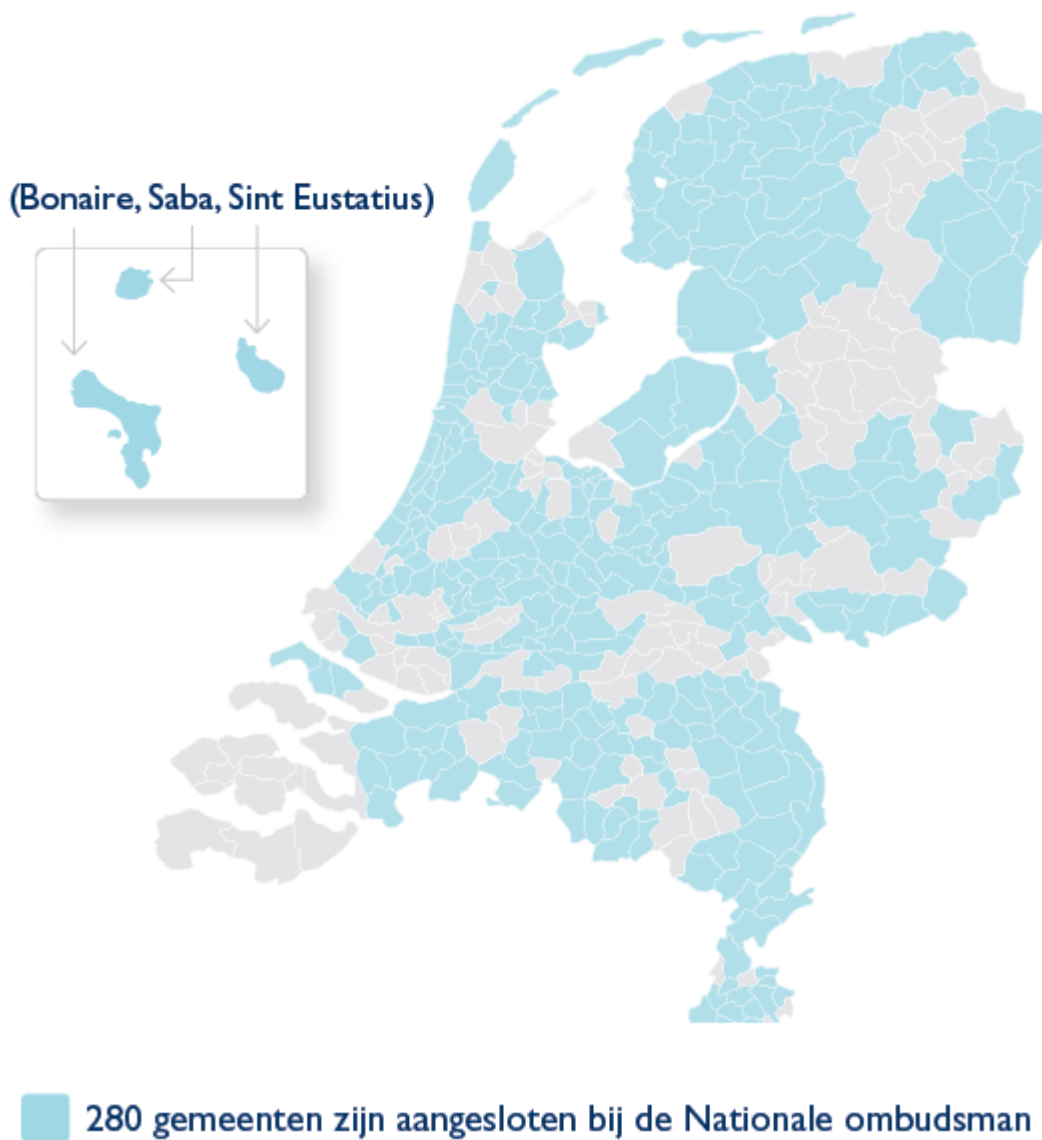 (Bonaire, Saba, Sint Eustatius)
280 gemeenten zijn aangesloten bij de Nationale ombudsman